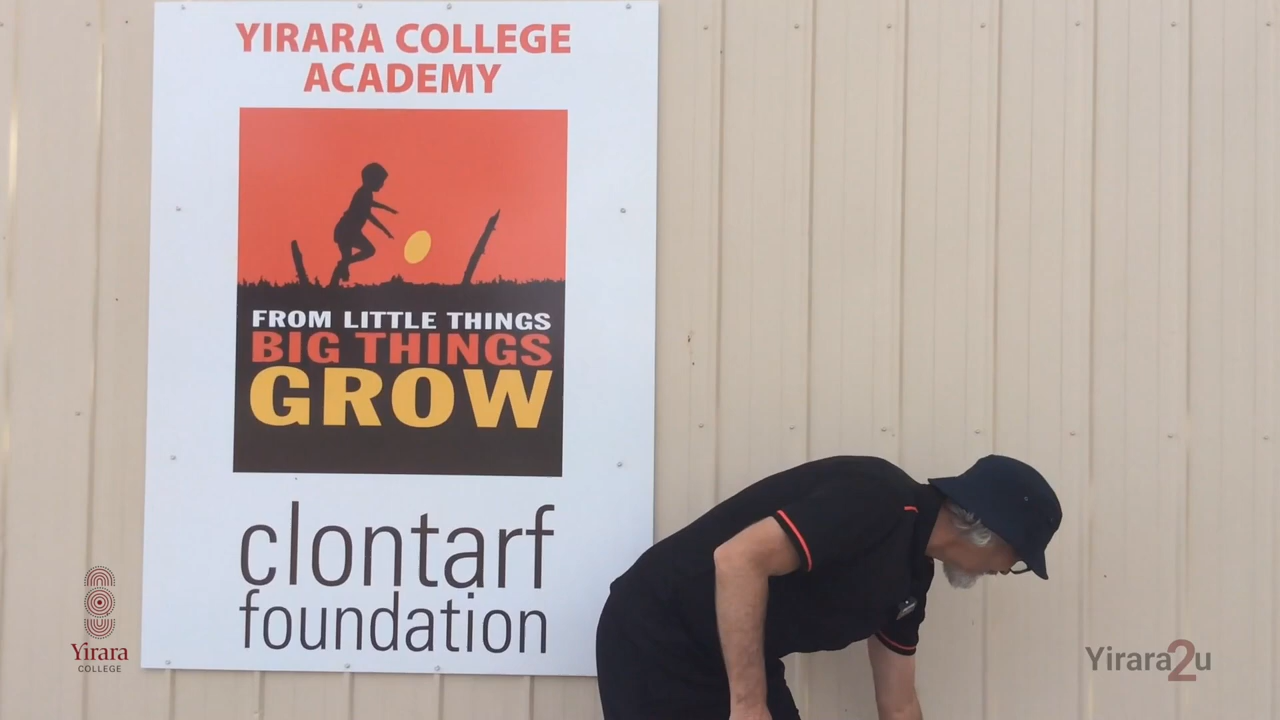 YIRARA COLLEGE
ACADEMY
FROM LITTLE THINGS
BIG THINGS
GROW
clontarf
foundation
Yirara
COLLEGE
Yirara2u